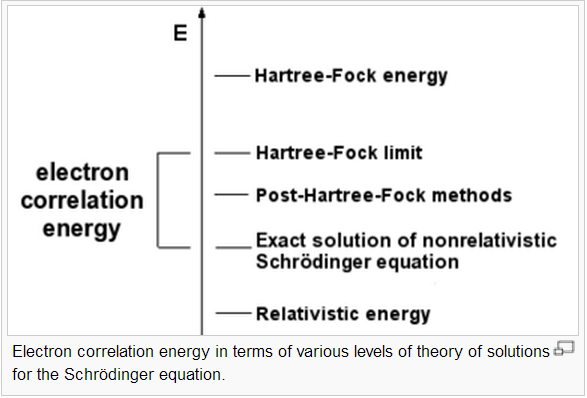 E
Hartree-Fock energy
Hartree-Fock limit
electron
correlation
energy
Post-Hartree-Fock methods
Exact solution of nonrelativistic
Schrödinger equation
Relativistic energy
Electron correlation energy in terms of various levels of theory of solutions
for the Schrödinger equation.